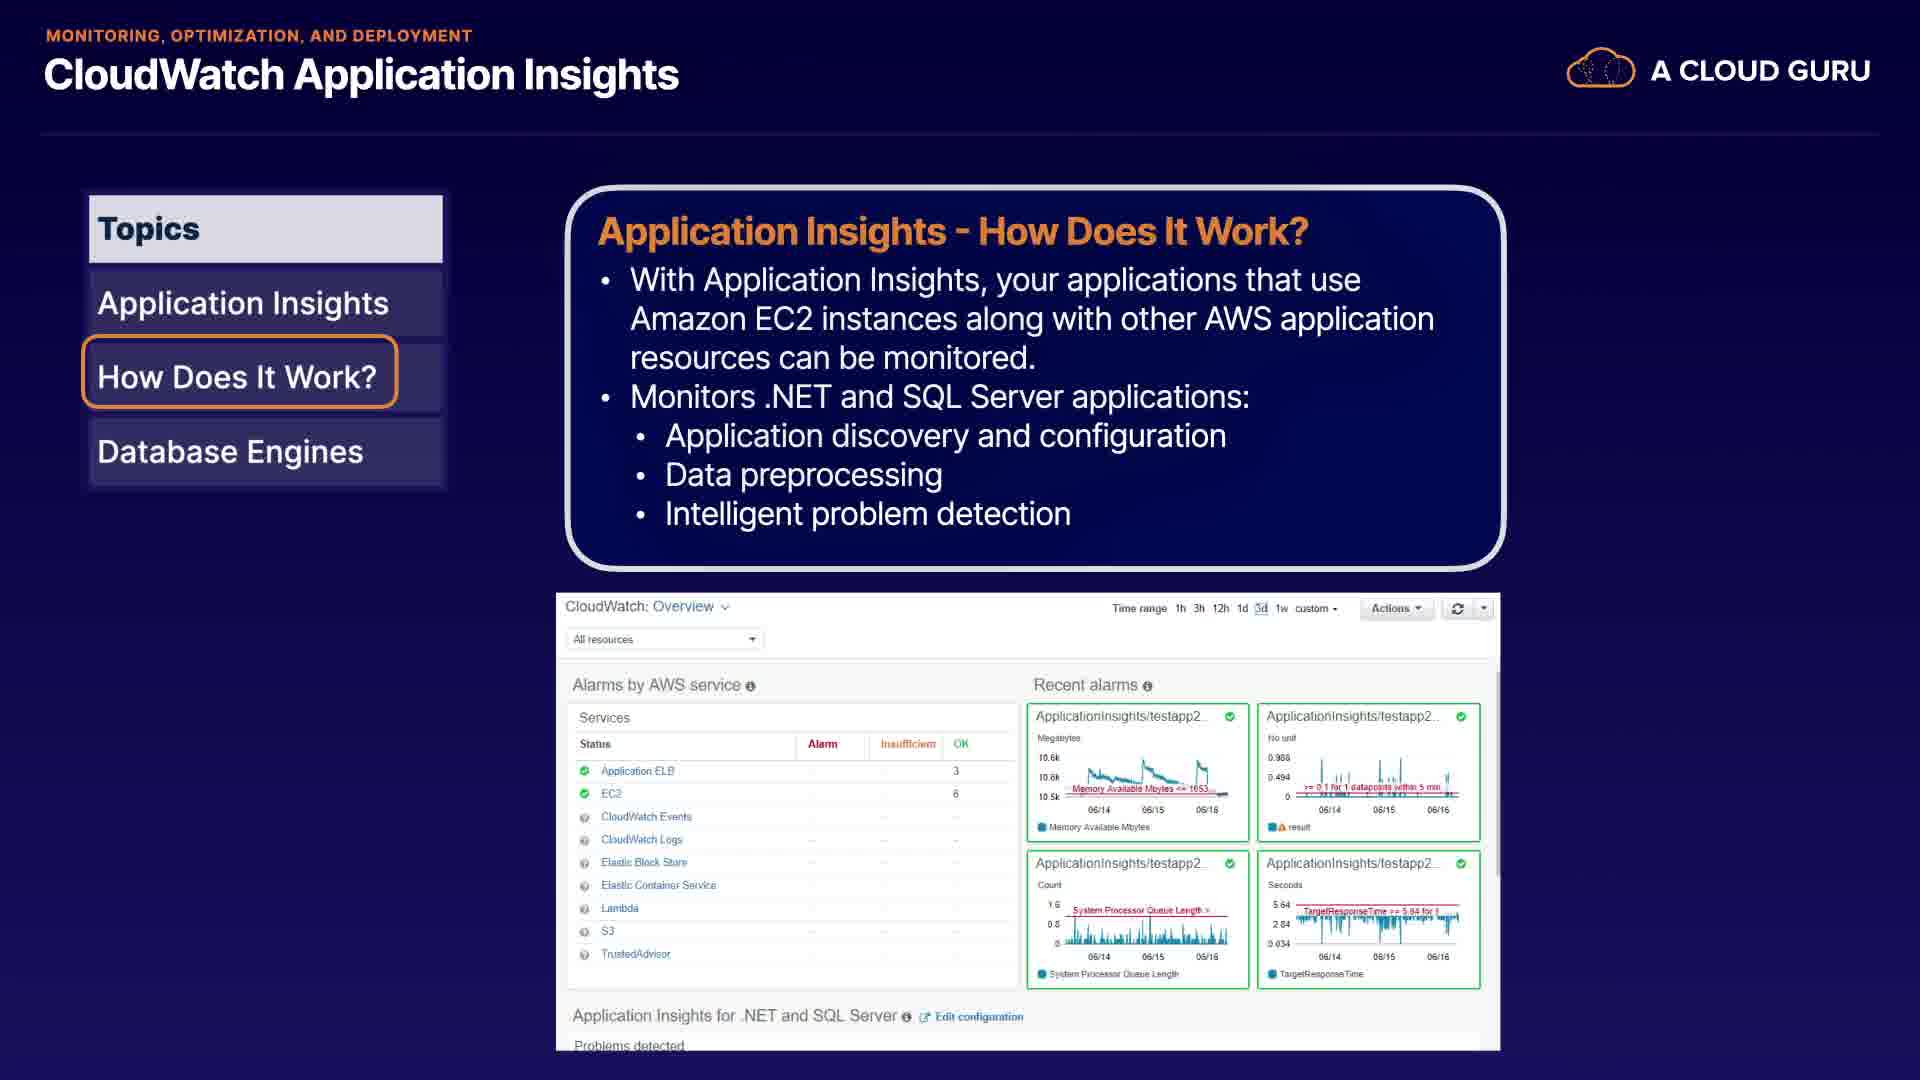 MONITORING, OPTIMIZATION, AND DEPLOYMENT
CloudWatch Application Insights
A CLOUD GURU
Topics
Application Insights
How Does It Work?
Database Engines
Application Insights - How Does It Work?
• With Application Insights, your applications that use
Amazon EC2 instances along with other AWS application
resources can be monitored.
• Monitors .NET and SQL Server applications:
• Application discovery and configuration
• Data preprocessing
• Intelligent problem detection
CloudWatch: Overview
Time range 1h 3h 12h 1d 3d 1w custom
Actions
All resources
Alarms by AWS service
Services
Status Alarm Insufficient OK
Application ELB 3
EC2 6
CloudWatch Events
CloudWatch Logs
Elastic Block Store
Elastic Container Service
Lambda
S3
TrustedAdvisor
Recent alarms
ApplicationInsights/testapp2...
Megabytes
10.6k
10.6k
10.5k
Memory Available Mbytes <= 1053
06/14 06/15 06/16
Memory Available Mbytes
ApplicationInsights/testapp2...
No unit
0.988
0.494
0
>= 0.1 for 1 datapoints within 5 min
06/14 06/15 06/16
result
ApplicationInsights/testapp2...
Count
1.6
0.8
0
System Processor Queue Length >
06/14 06/15 06/16
System Processor Queue Length
ApplicationInsights/testapp2...
Seconds
5.64
2.84
0.034
TargetResponseTime >= 5.64 for 1
06/14 06/15 06/16
TargetResponseTime
Application Insights for .NET and SQL Server Edit configuration
Problems detected